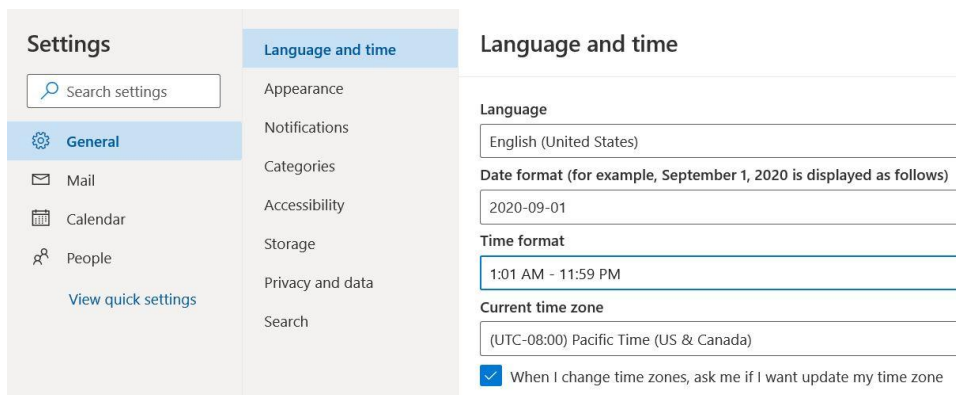 Settings
Search settings
General
Mail
Calendar
People
View quick settings
Language and time
Appearance
Notifications
Categories
Accessibility
Storage
Privacy and data
Search
Language and time
Language
English (United States)
Date format (for example, September 1, 2020 is displayed as follows)
2020-09-01
Time format
1:01 AM - 11:59 PM
Current time zone
(UTC-08:00) Pacific Time (US & Canada)
When I change time zones, ask me if I want update my time zone